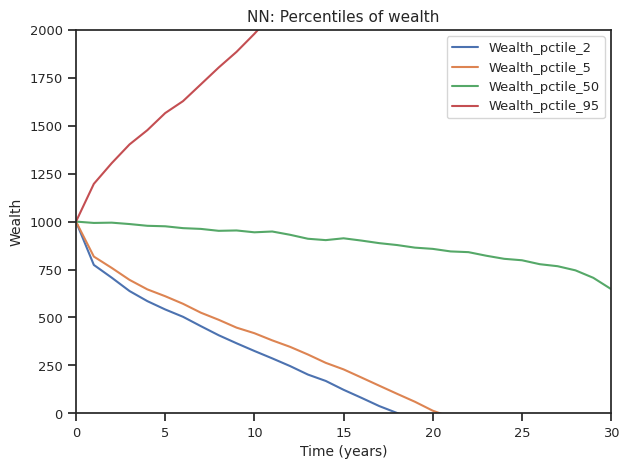 NN: Percentiles of wealth
Wealth_pctile_2
Wealth_pctile_5
Wealth_pctile_50
Wealth_pctile_95
Wealth
2000
1750
1500
1250
1000
750
500
250
0
0 5 10 15 20 25 30
Time (years)